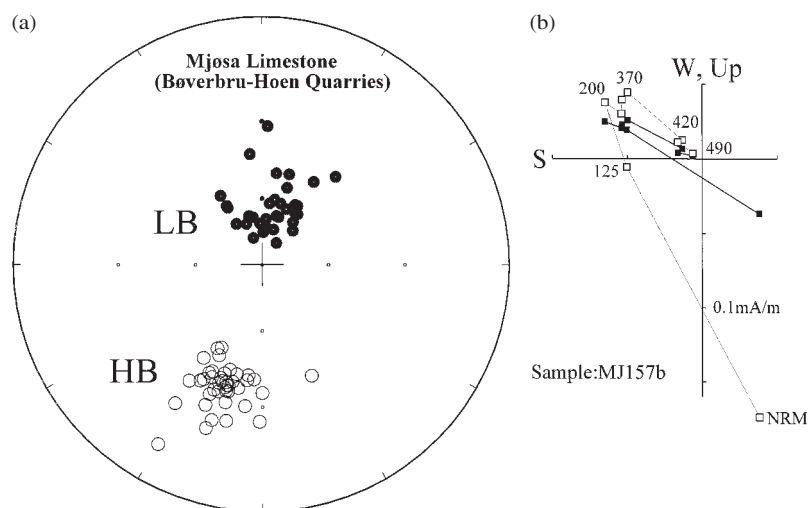 (a)
Mjøsa Limestone
(Bøverbru-Hoen Quarries)
LB
HB
(b)
W, Up
200
370
420
490
S
125
0.1mA/m
Sample:MJ157b
NRM